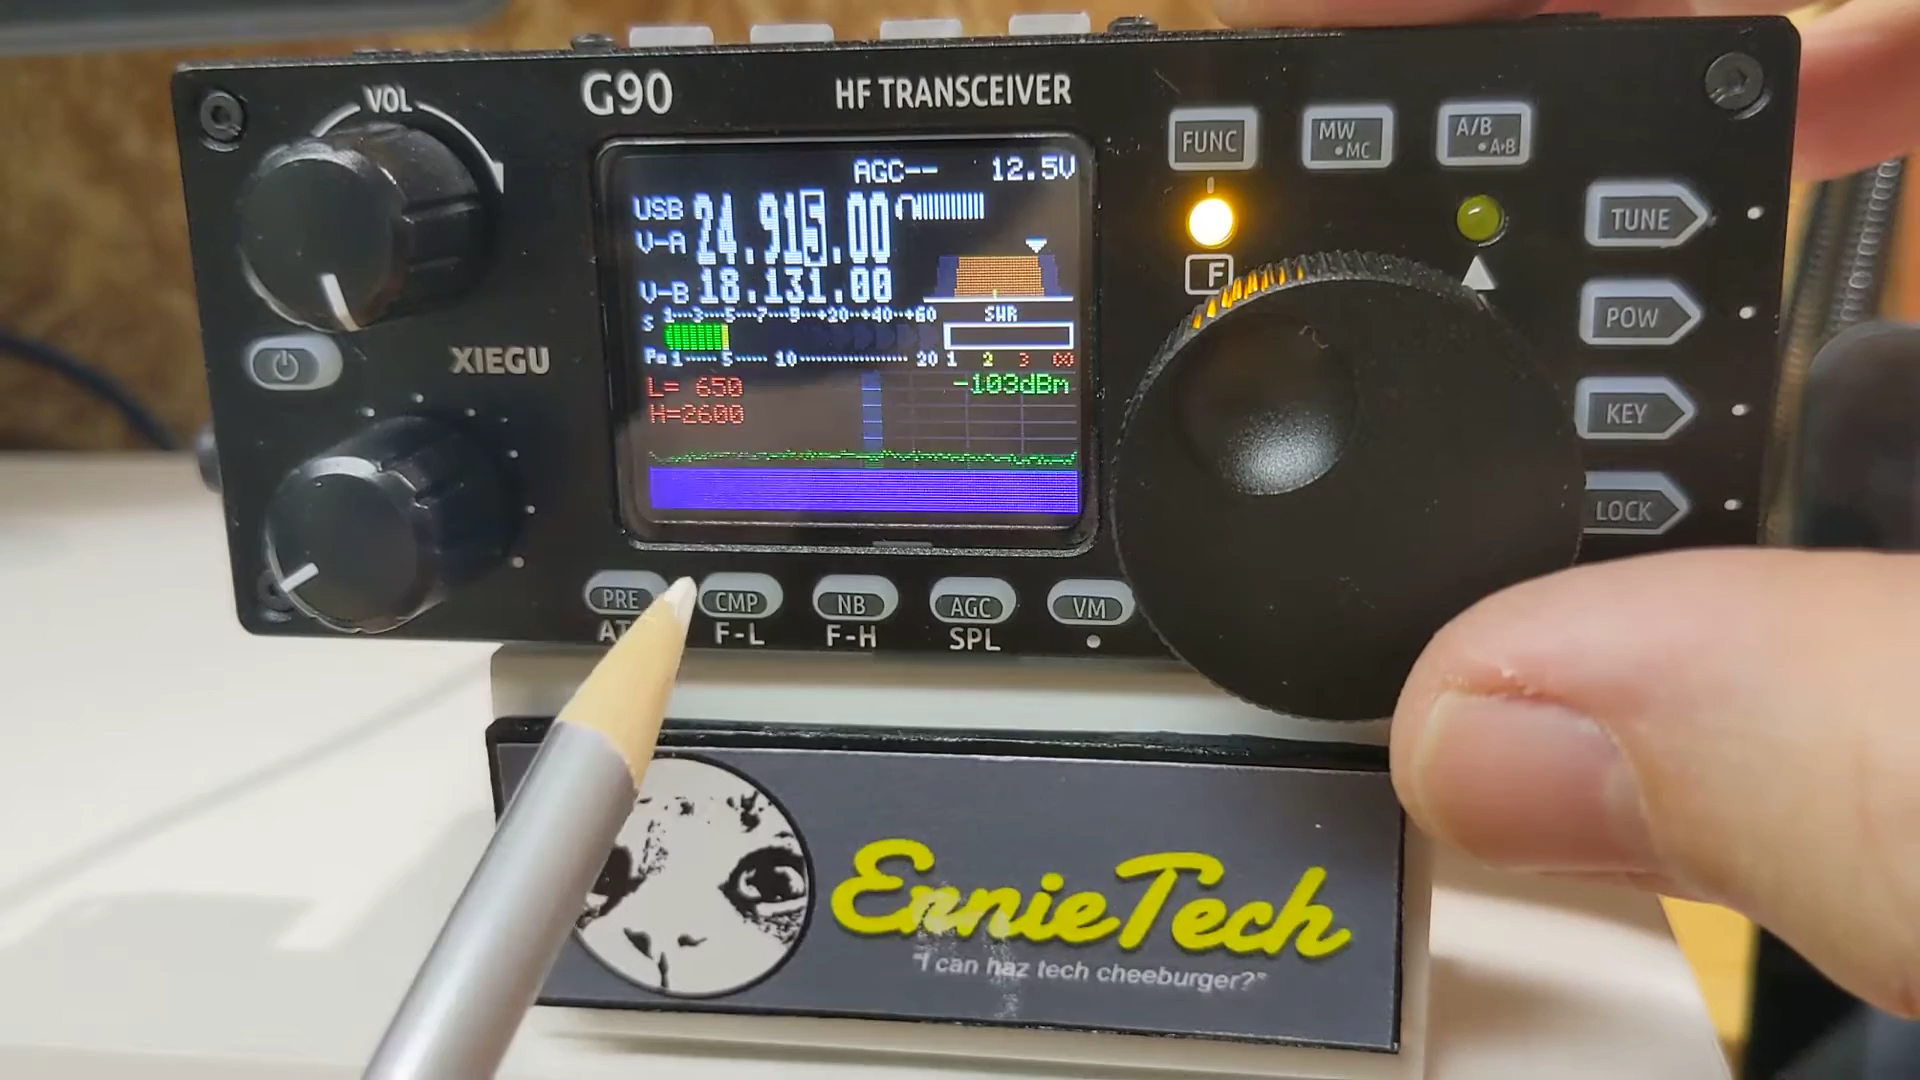 VOL
G90
HF TRANSCEIVER
FUNC
MW
•MC
A/B
•A▸B
AGC--
12.5V
USB
24.915.00
V-A
V-B
18.131.00
S
1---3---5---7---9---+20---+40---+60
SWR
Po
1······5·····10················20
1 2 3 ∞
L= 650
H=2600
-103dBm
F
TUNE
POW
KEY
LOCK
XIEGU
PRE
CMP
NB
AGC
VM
F-L
F-H
SPL
ErnieTech
"I can haz tech cheeburger?"